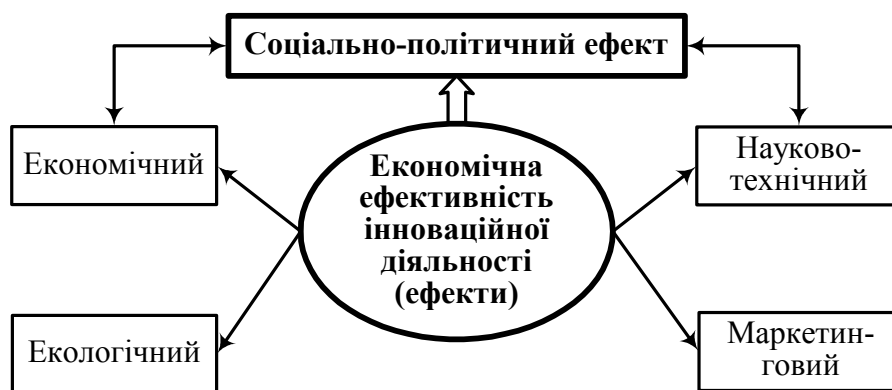 Соціально-політичний ефект
Економічний
Економічна
ефективність
інноваційної
діяльності
(ефекти)
Науково-
технічний
Екологічний
Маркетин-
говий